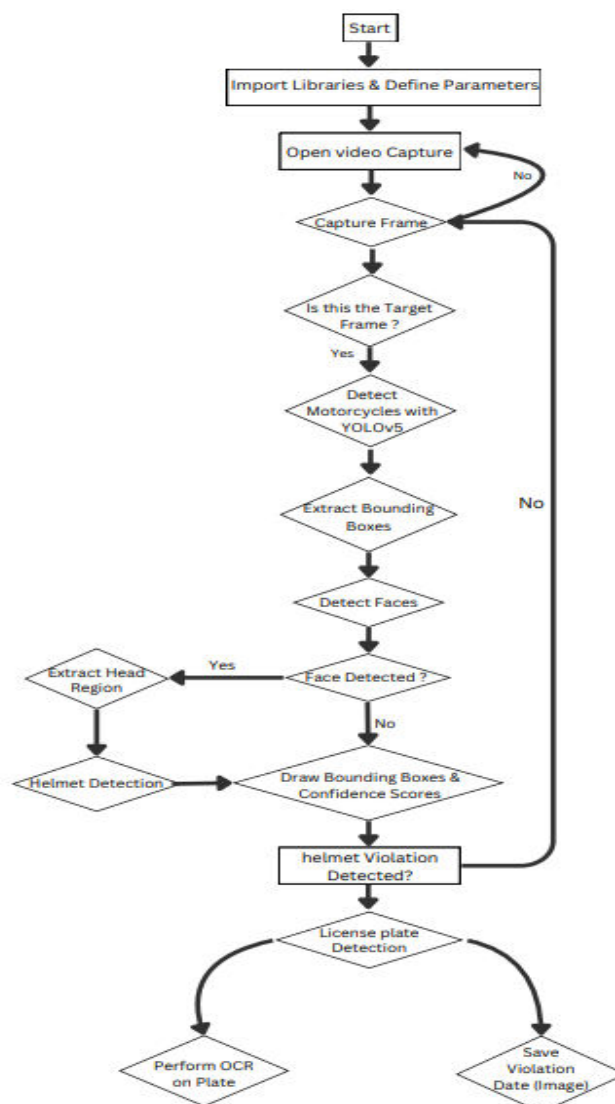 Start
Import Libraries & Define Parameters
Open video Capture
No
Capture Frame
Is this the Target
Frame ?
Yes
Detect
Motorcycles with
YOLOv5
Extract Bounding
Boxes
No
Detect Faces
Face Detected ?
Yes
Extract Head
Region
No
Helmet Detection
Draw Bounding Boxes &
Confidence Scores
helmet Violation
Detected?
License plate
Detection
Perform OCR
on Plate
Save
Violation
Date (Image)